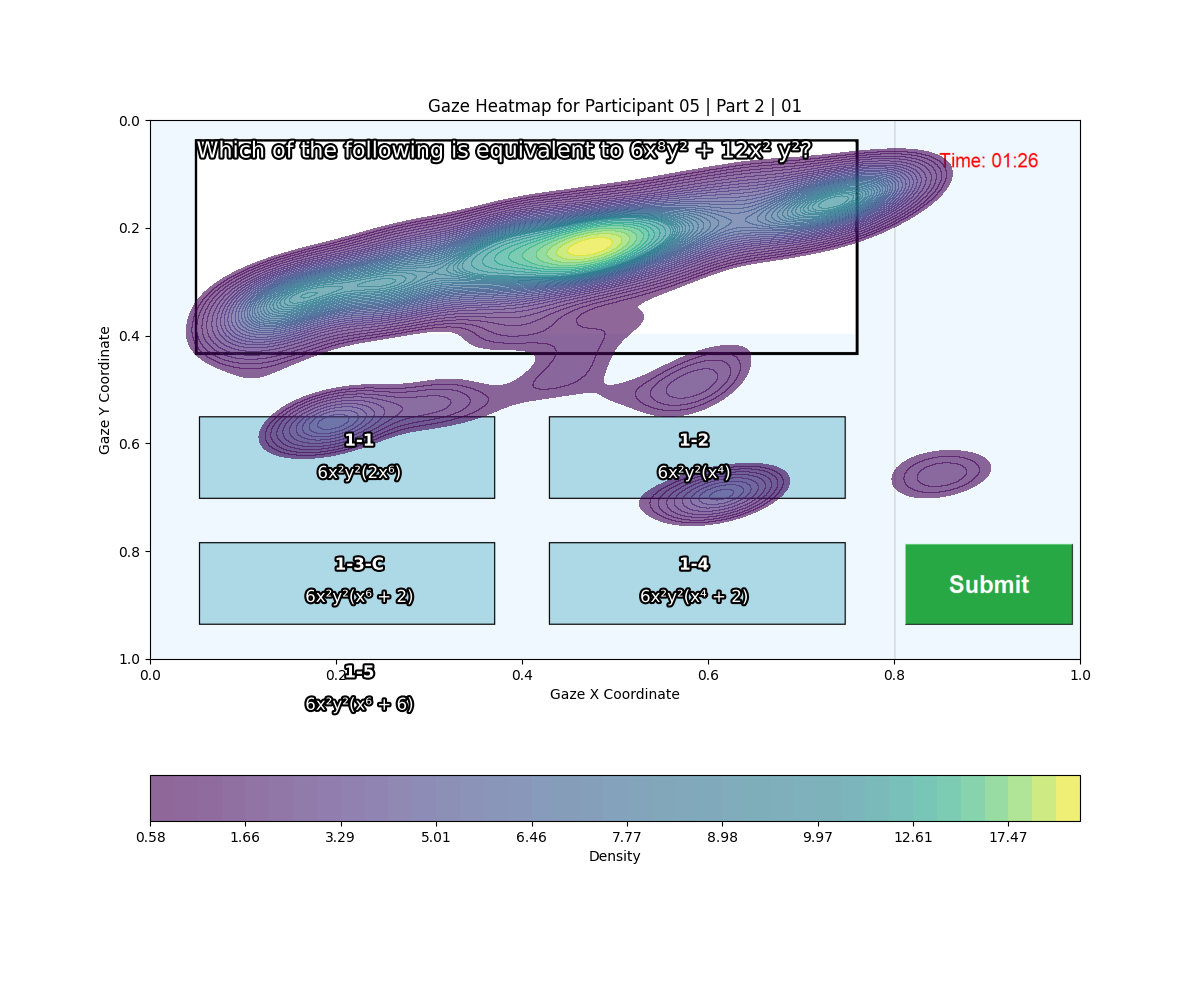 Gaze Heatmap for Participant 05 | Part 2 | 01
0.0
Which of the following is equivalent to 6x⁸y² + 12x² y²?
Time: 01:26
0.2
0.4
Gaze Y Coordinate
0.6
1-1
6x²y²(2x⁶)
1-2
6x²y²(x⁴)
0.8
1-3-C
6x²y²(x⁶ + 2)
1-4
6x²y²(x⁴ + 2)
Submit
1.0
0.0 0.2 0.4 0.6 0.8 1.0
1-5
Gaze X Coordinate
6x²y²(x⁶ + 6)
0.58 1.66 3.29 5.01 6.46 7.77 8.98 9.97 12.61 17.47
Density